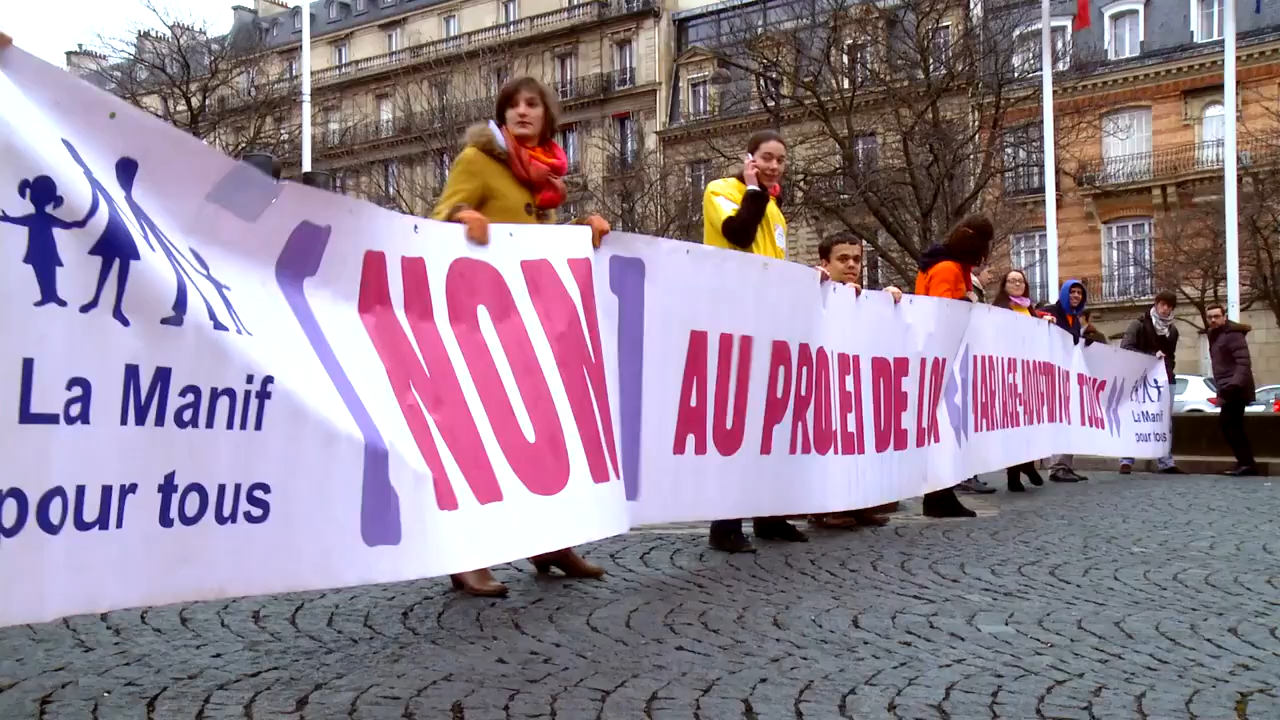 La Manif
pour tous
NON
AU PROJET DE LOI
« MARIAGE-ADOPTION POUR TOUS »
La Manif
pour tous